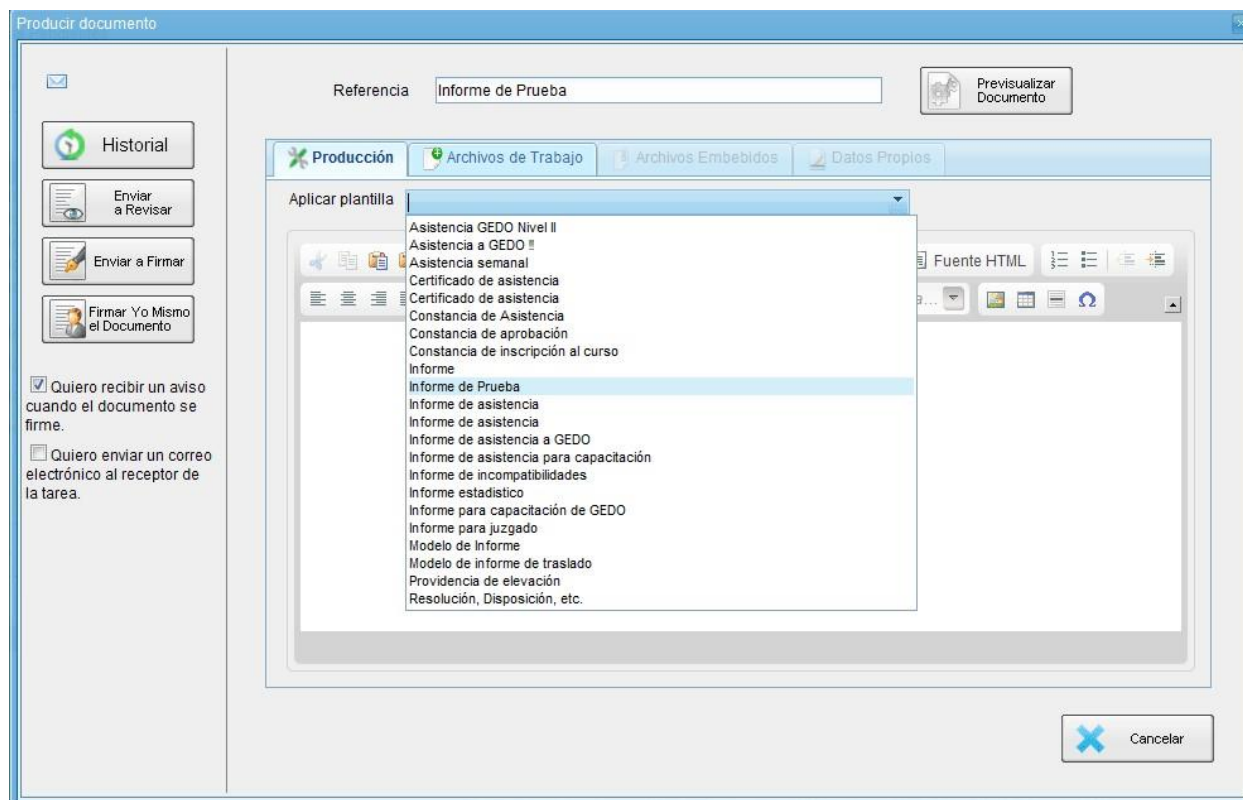 Producir documento
Referencia
Informe de Prueba
Previsualizar
Documento
Historial
Enviar
a Revisar
Enviar a Firmar
Firmar Yo Mismo
el Documento
Quiero recibir un aviso
cuando el documento se
firme.
Quiero enviar un correo
electrónico al receptor de
la tarea.
Producción
Archivos de Trabajo
Archivos Embebidos
Datos Propios
Aplicar plantilla
Fuente HTML
Asistencia GEDO Nivel II
Asistencia a GEDO !!
Asistencia semanal
Certificado de asistencia
Certificado de asistencia
Constancia de Asistencia
Constancia de aprobación
Constancia de inscripción al curso
Informe
Informe de Prueba
Informe de asistencia
Informe de asistencia
Informe de asistencia a GEDO
Informe de asistencia para capacitación
Informe de incompatibilidades
Informe estadistico
Informe para capacitación de GEDO
Informe para juzgado
Modelo de Informe
Modelo de informe de traslado
Providencia de elevación
Resolución, Disposición, etc.
Cancelar